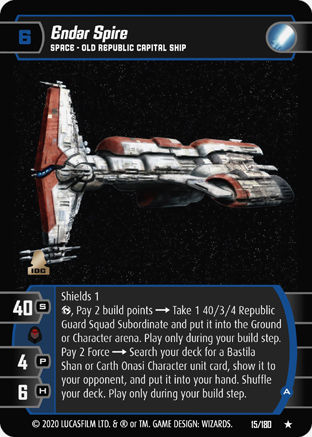 6
Endar Spire
SPACE - OLD REPUBLIC CAPITAL SHIP
IDC
40 S
4 P
6 H
Shields 1
, Pay 2 build points → Take 1 40/3/4 Republic
Guard Squad Subordinate and put it into the Ground
or Character arena. Play only during your build step.
Pay 2 Force → Search your deck for a Bastila
Shan or Carth Onasi Character unit card, show it to
your opponent, and put it into your hand. Shuffle
your deck. Play only during your build step.
A
© 2020 LUCASFILM LTD. & ® or TM. GAME DESIGN: WIZARDS. 15/180 ★